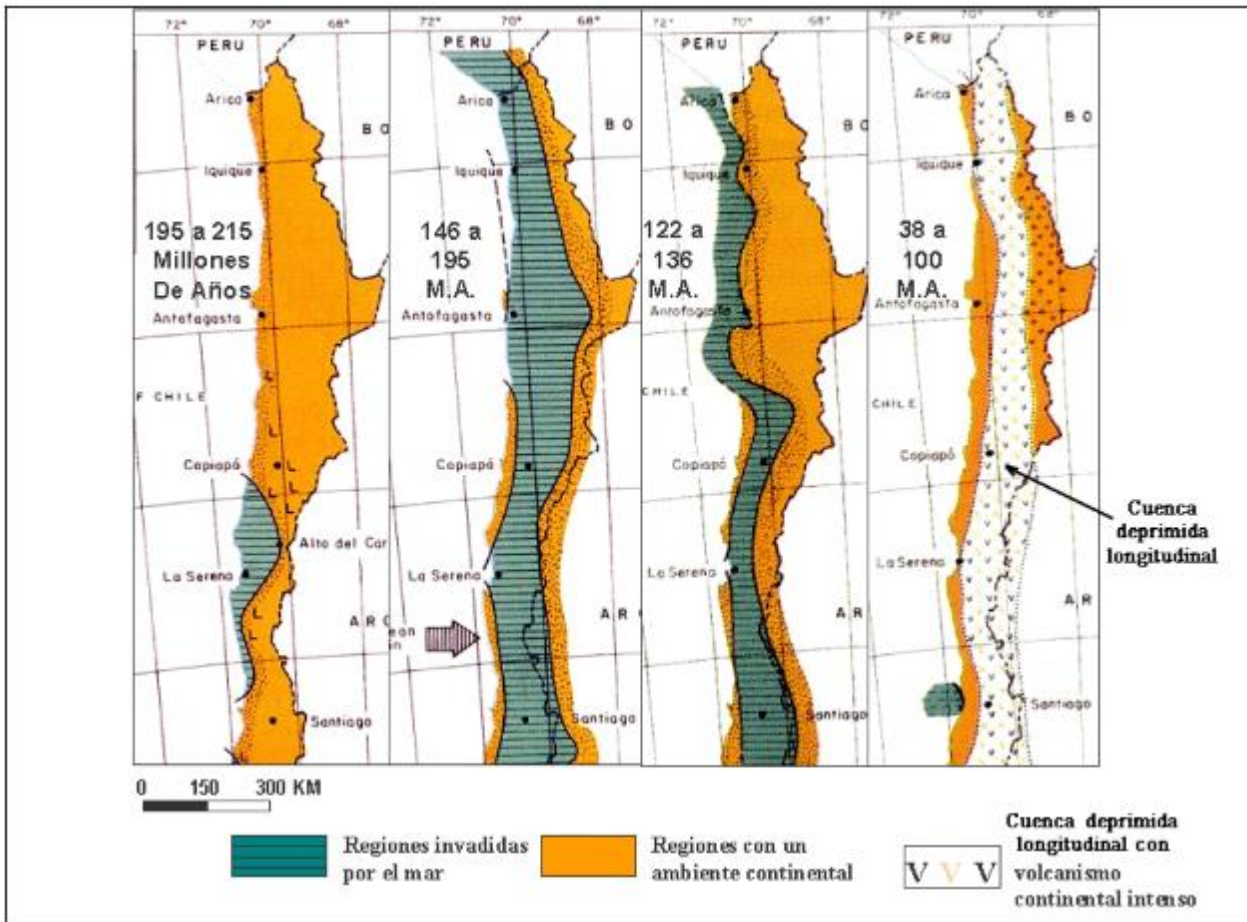 72° 70° 68°
PERU
Arica
B O
Iquique
195 a 215
Millones
De Años
Antofagasta
F CHILE
Copiapó
Alto del Car
La Serena
A R G
Santiago
72° 70° 68°
PERU
Arica
B O
Iquique
146 a
195
M.A.
Antofagasta
Copiapó
La Serena
A R
Santiago
72° 70° 68°
PERU
Arica
B O
Iquique
122 a
136
M.A.
Antofagasta
CHILE
Copiapó
La Serena
A R
Santiago
72° 70° 68°
PERU
Arica
B O
Iquique
38 a
100
M.A.
Antofagasta
CHILE
Copiapó
La Serena
A R
Santiago
Cuenca
deprimida
longitudinal
0 150 300 KM
Regiones invadidas
por el mar
Regiones con un
ambiente continental
V V V
Cuenca deprimida
longitudinal con
volcanismo
continental intenso